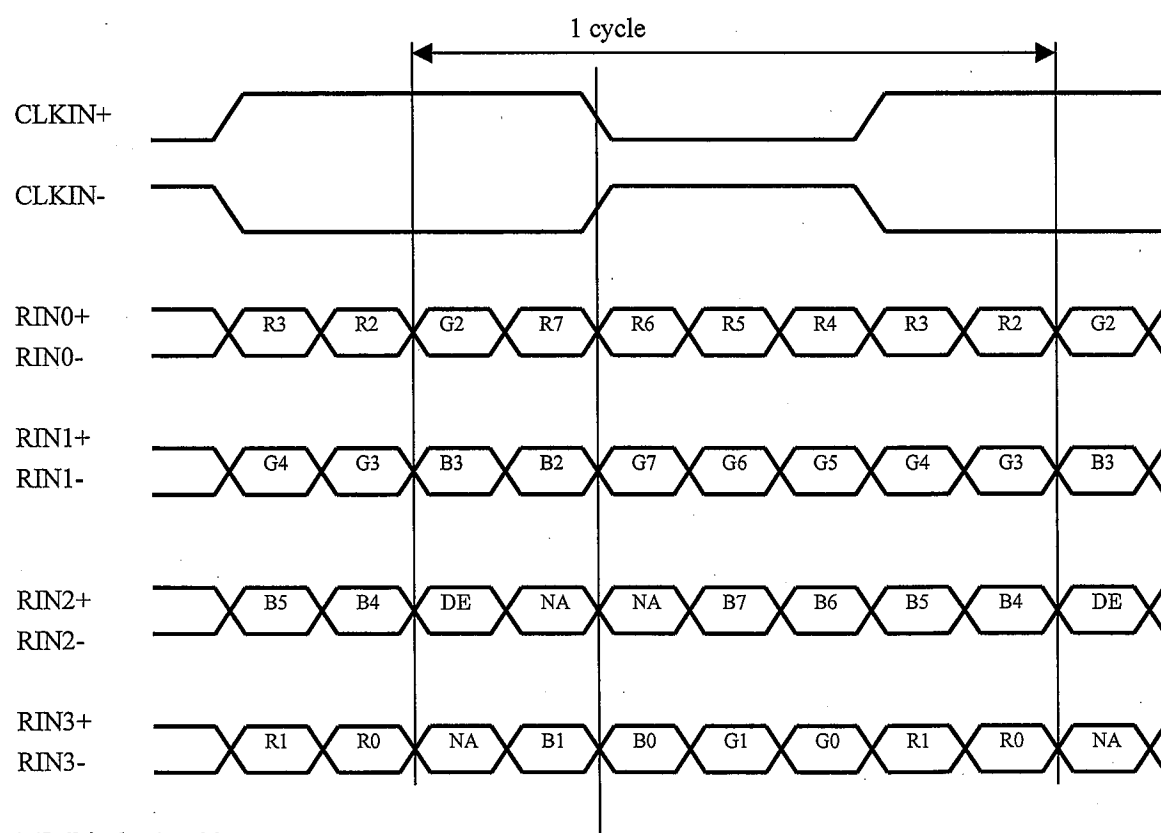 1 cycle
CLKIN+
CLKIN-
RIN0+
R3 R2 G2 R7 R6 R5 R4 R3 R2 G2
RIN0-
RIN1+
G4 G3 B3 B2 G7 G6 G5 G4 G3 B3
RIN1-
RIN2+
B5 B4 DE NA NA B7 B6 B5 B4 DE
RIN2-
RIN3+
R1 R0 NA B1 B0 G1 G0 R1 R0 NA
RIN3-